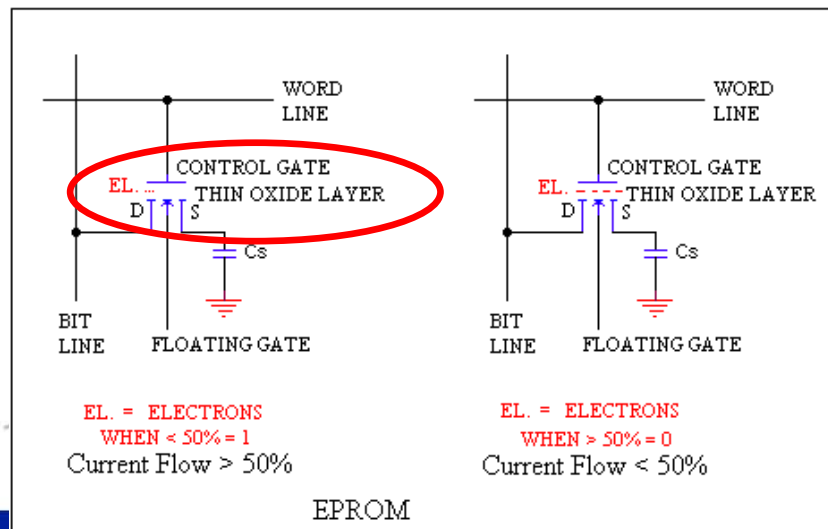 WORD
LINE
CONTROL GATE
EL. ...
THIN OXIDE LAYER
D
S
Cs
BIT
LINE
FLOATING GATE
EL. = ELECTRONS
WHEN < 50% = 1
Current Flow > 50%
WORD
LINE
CONTROL GATE
EL. -----
THIN OXIDE LAYER
D
S
Cs
BIT
LINE
FLOATING GATE
EL. = ELECTRONS
WHEN > 50% = 0
Current Flow < 50%
EPROM